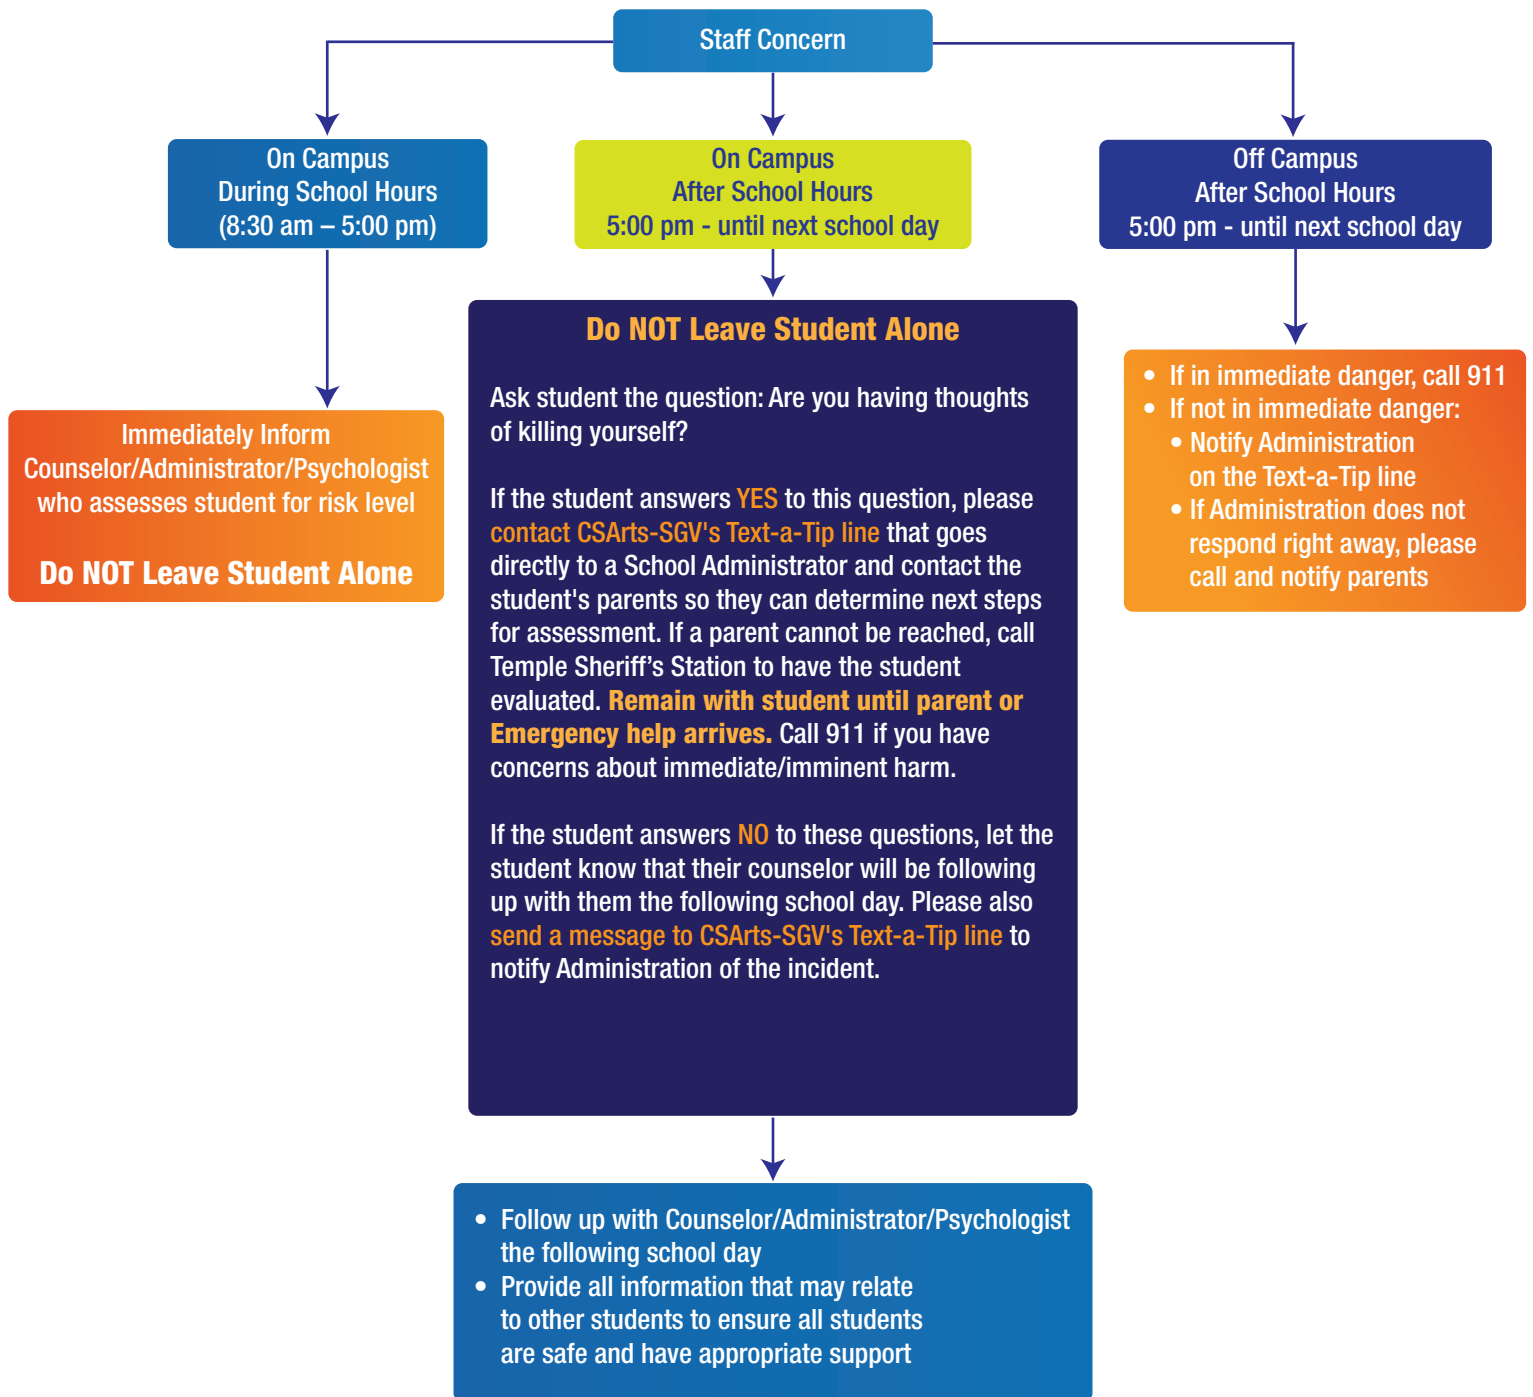 Staff Concern
On Campus
During School Hours
(8:30 am – 5:00 pm)
On Campus
After School Hours
5:00 pm - until next school day
Off Campus
After School Hours
5:00 pm - until next school day
Immediately Inform
Counselor/Administrator/Psychologist
who assesses student for risk level
Do NOT Leave Student Alone
Do NOT Leave Student Alone
Ask student the question: Are you having thoughts
of killing yourself?
If the student answers YES to this question, please
contact CSArts-SGV's Text-a-Tip line that goes
directly to a School Administrator and contact the
student's parents so they can determine next steps
for assessment. If a parent cannot be reached, call
Temple Sheriff’s Station to have the student
evaluated. Remain with student until parent or
Emergency help arrives. Call 911 if you have
concerns about immediate/imminent harm.
If the student answers NO to these questions, let the
student know that their counselor will be following
up with them the following school day. Please also
send a message to CSArts-SGV's Text-a-Tip line to
notify Administration of the incident.
• If in immediate danger, call 911
• If not in immediate danger:
• Notify Administration
on the Text-a-Tip line
• If Administration does not
respond right away, please
call and notify parents
• Follow up with Counselor/Administrator/Psychologist
the following school day
• Provide all information that may relate
to other students to ensure all students
are safe and have appropriate support